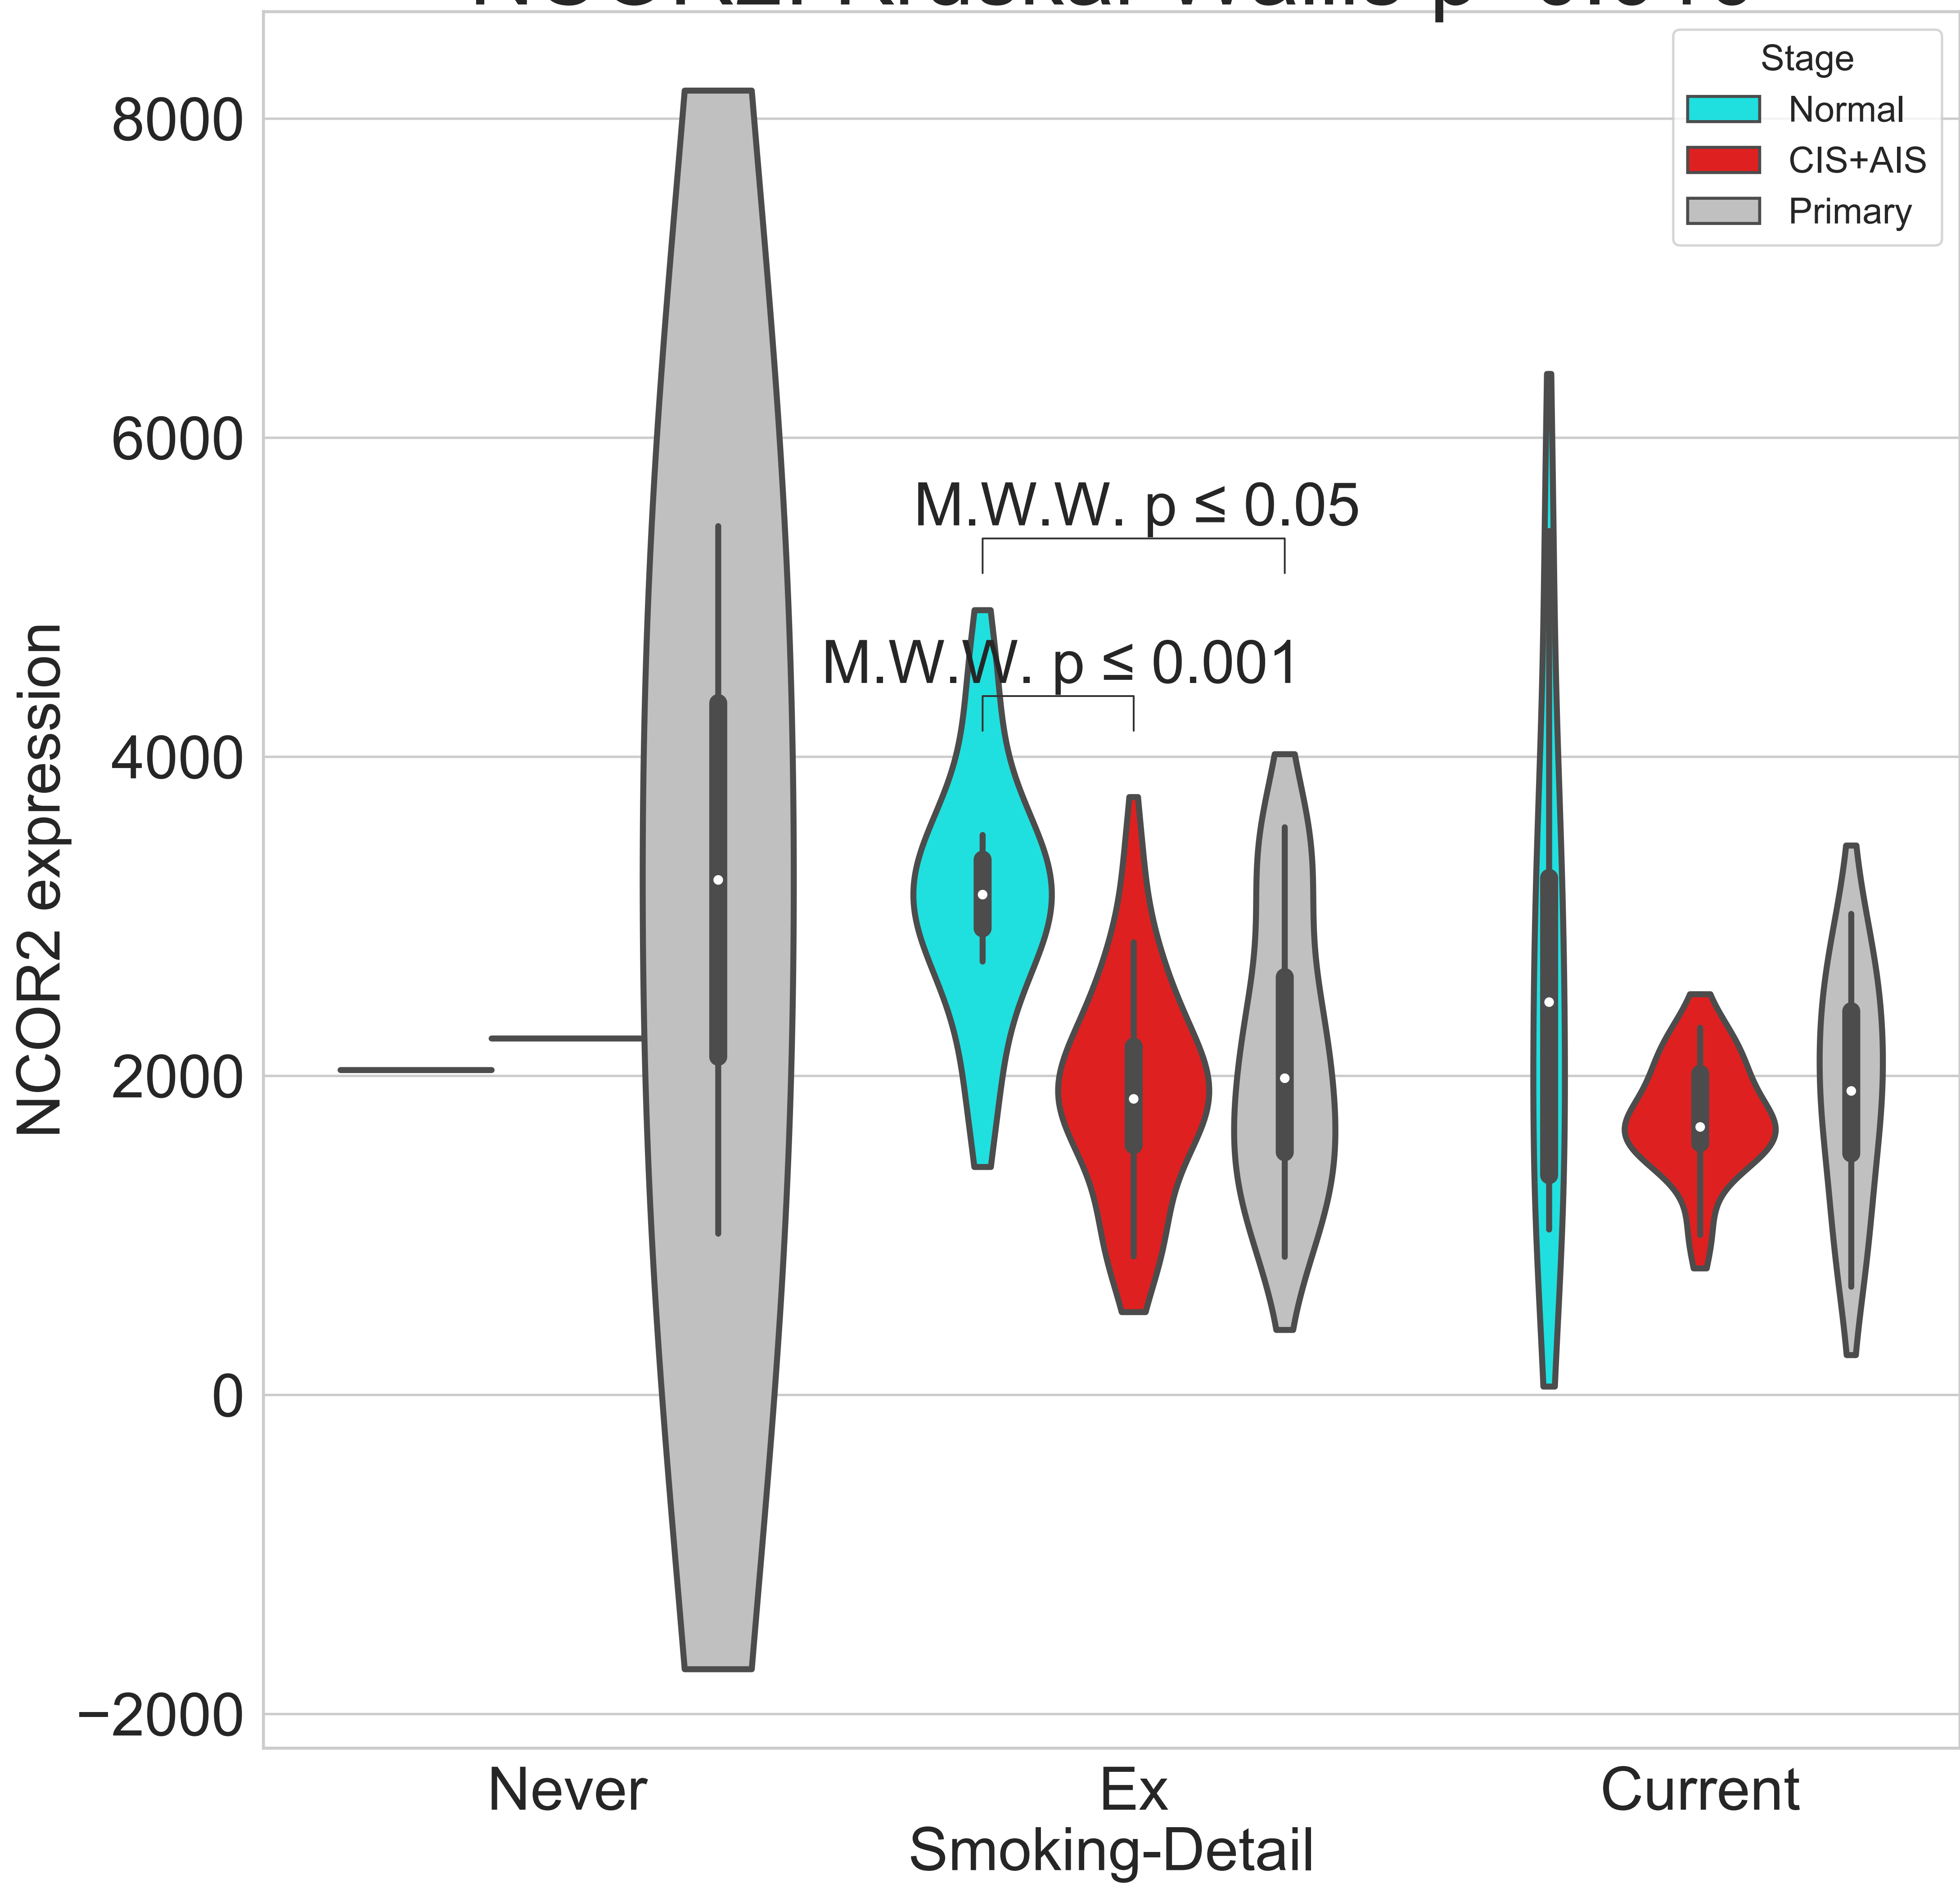 Stage
Normal
CIS+AIS
Primary
8000
6000
4000
2000
0
−2000
NCOR2 expression
M.W.W. p ≤ 0.05
M.W.W. p ≤ 0.001
Never
Ex
Current
Smoking-Detail